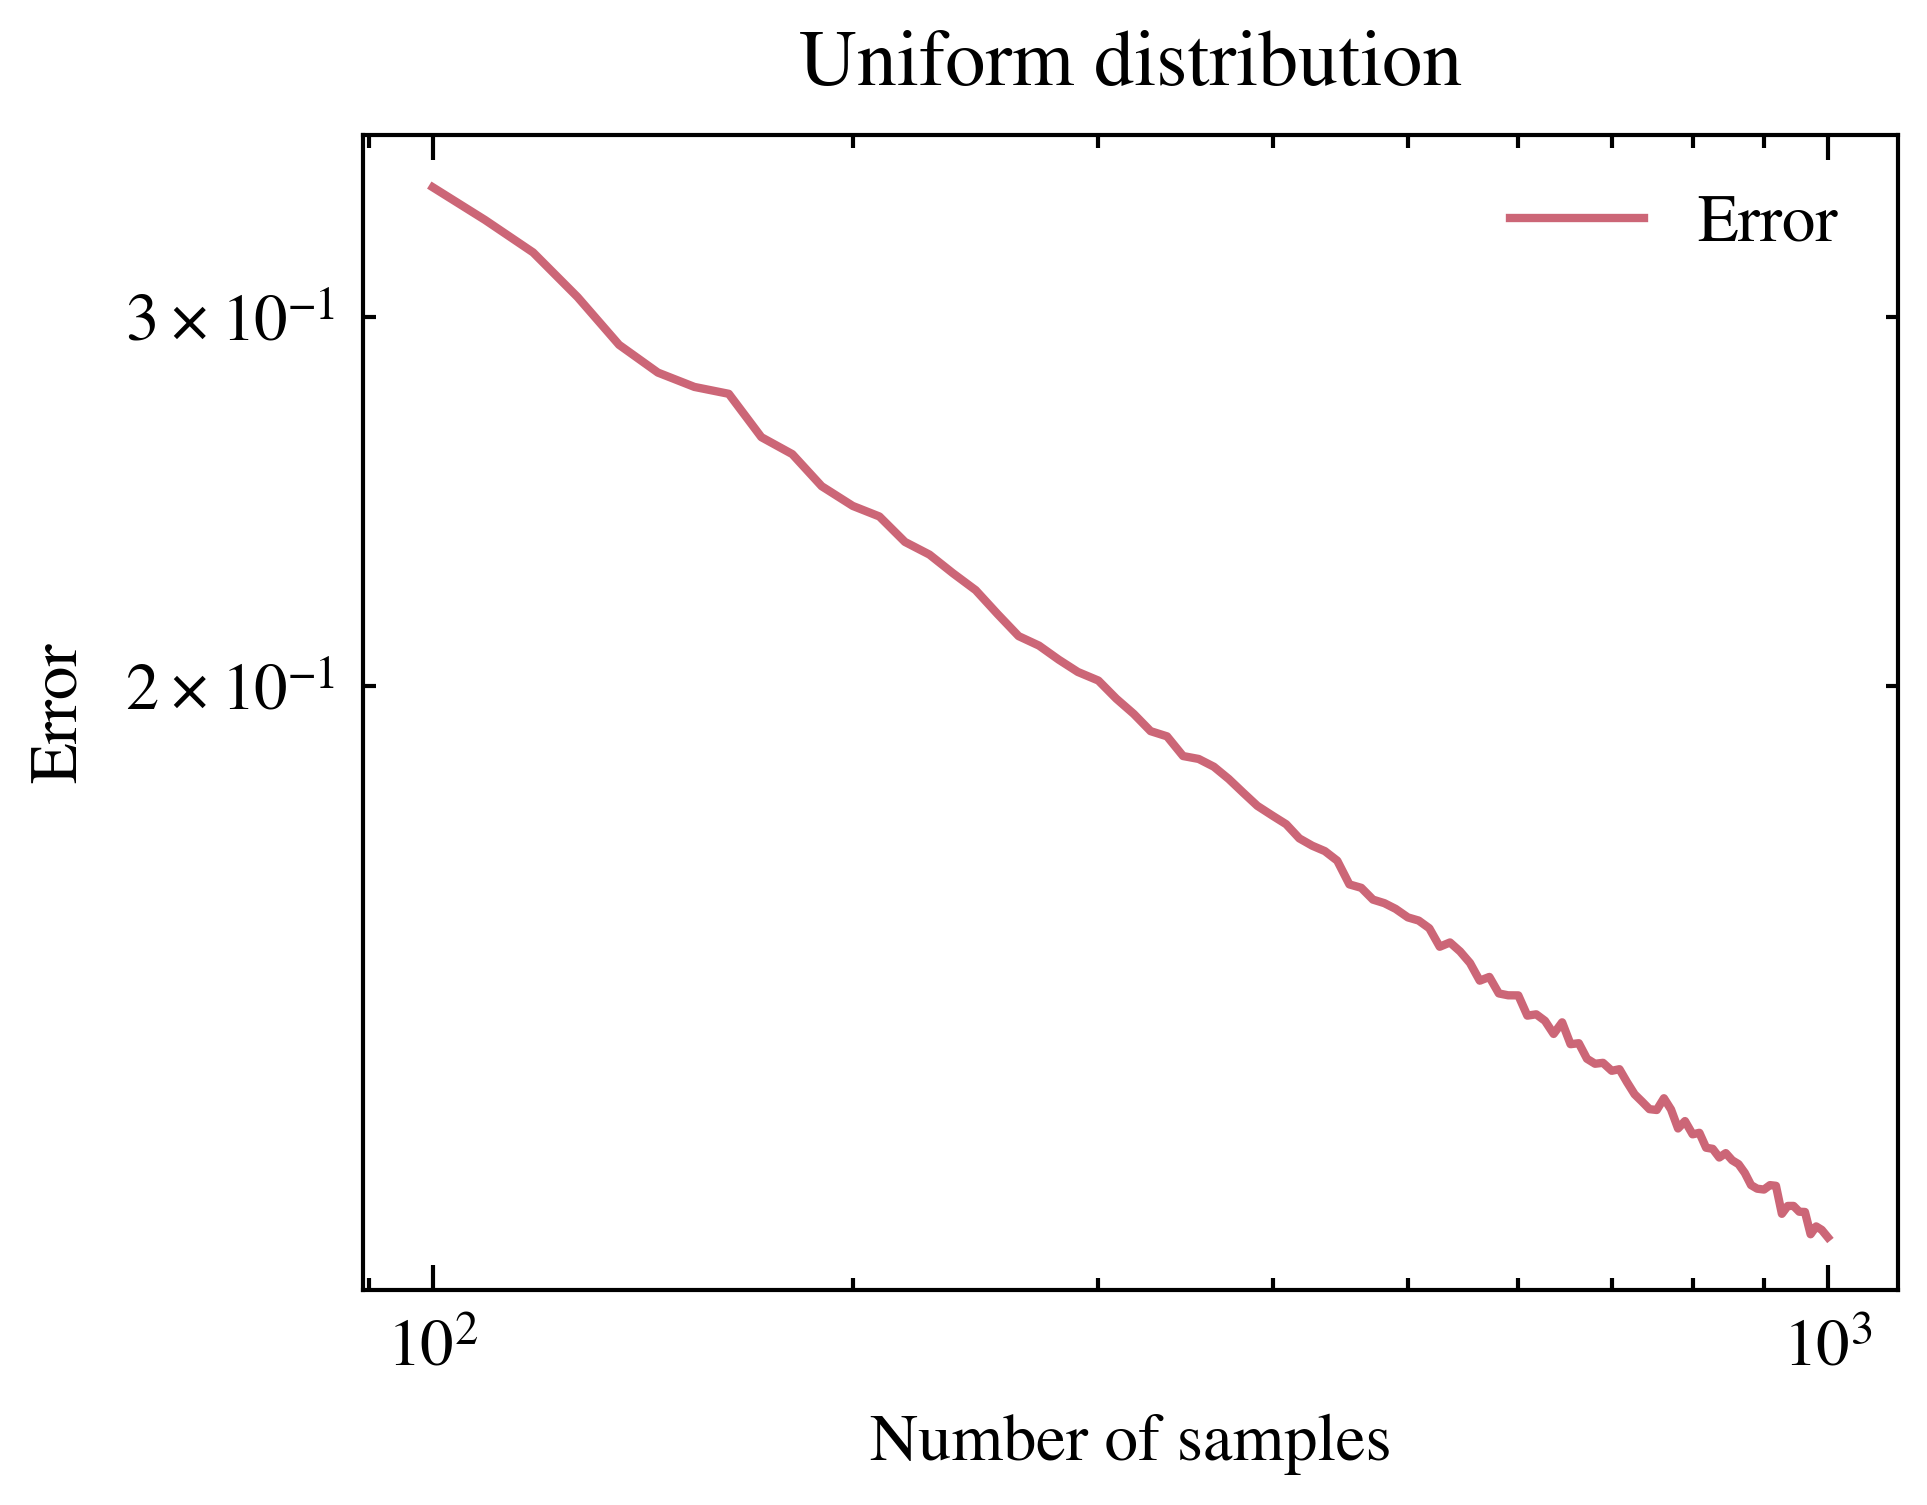 Uniform distribution
Error
3 × 10⁻¹
2 × 10⁻¹
Error
10² 10³
Number of samples